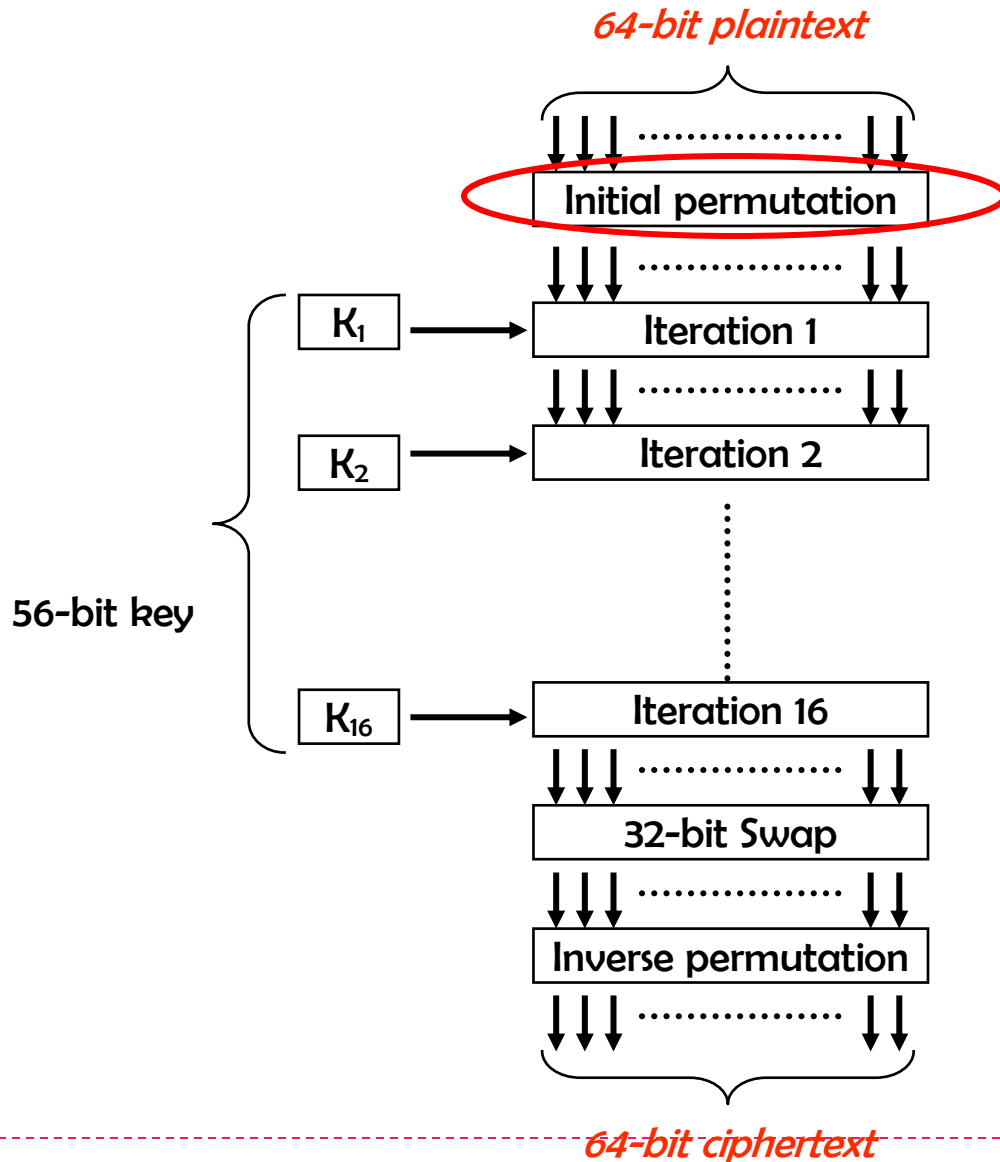 64-bit plaintext
Initial permutation
K₁
Iteration 1
K₂
Iteration 2
56-bit key
K₁₆
Iteration 16
32-bit Swap
Inverse permutation
64-bit ciphertext